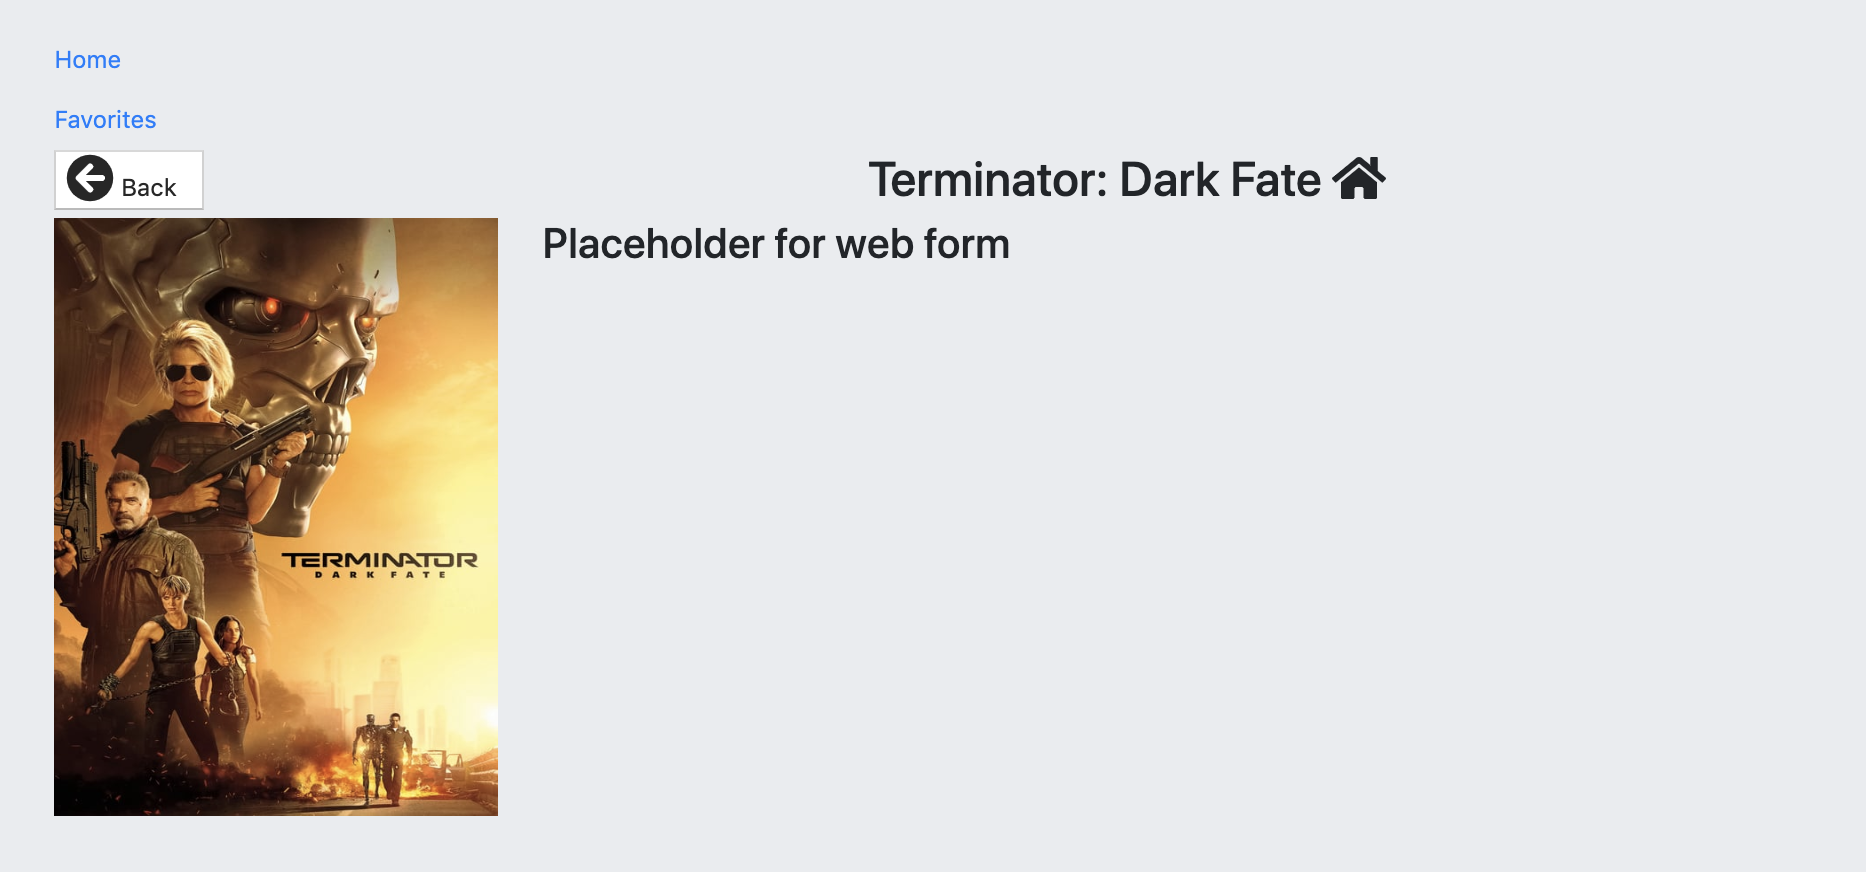 Home
Favorites
Back
Terminator: Dark Fate
Placeholder for web form
TERMINATOR
DARK FATE